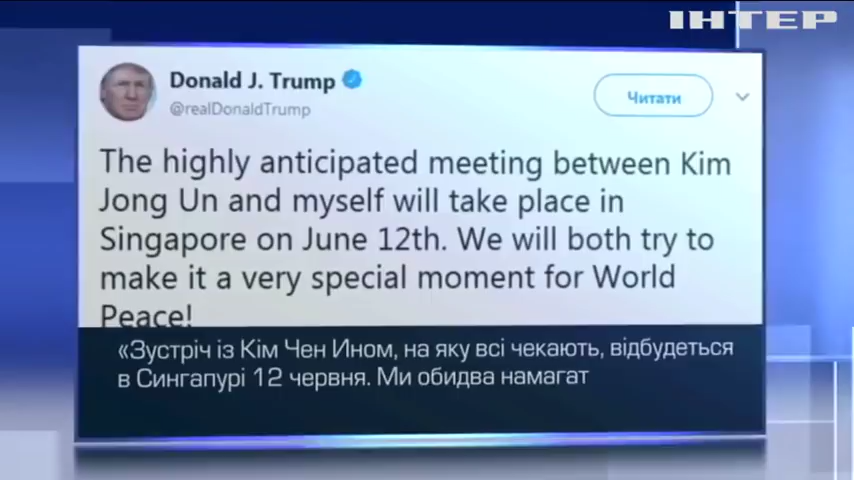 ІНТЕР
Donald J. Trump
@realDonaldTrump
Читати
The highly anticipated meeting between Kim
Jong Un and myself will take place in
Singapore on June 12th. We will both try to
make it a very special moment for World
Peace!
«Зустріч із Кім Чен Ином, на яку всі чекають, відбудеться
в Сингапурі 12 червня. Ми обидва намагат